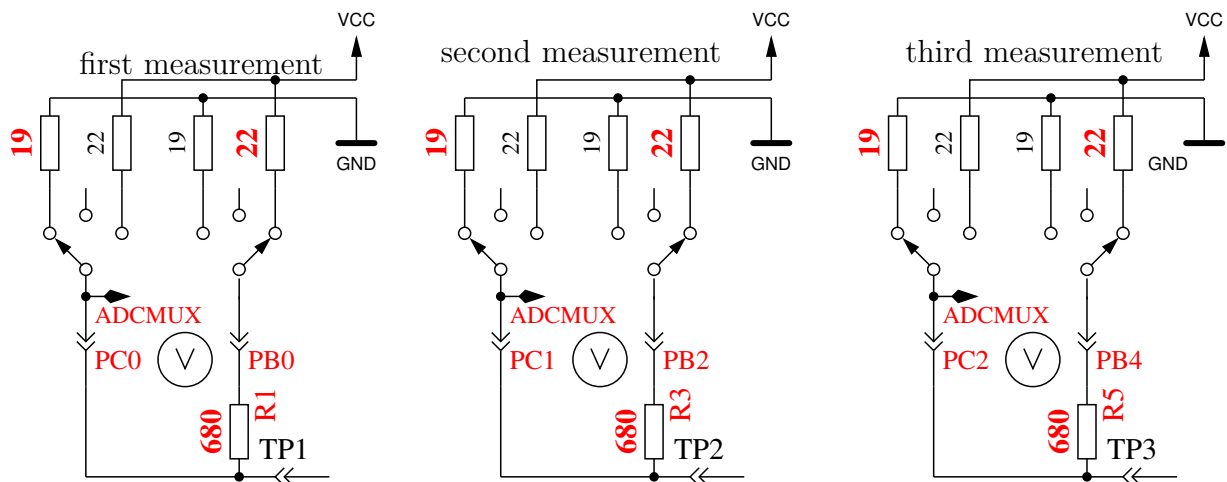 VCC
first measurement
19
22
19
22
GND
ADCMUX
PC0
V
PB0
R1
680
TP1
VCC
second measurement
19
22
19
22
GND
ADCMUX
PC1
V
PB2
R3
680
TP2
VCC
third measurement
19
22
19
22
GND
ADCMUX
PC2
V
PB4
R5
680
TP3